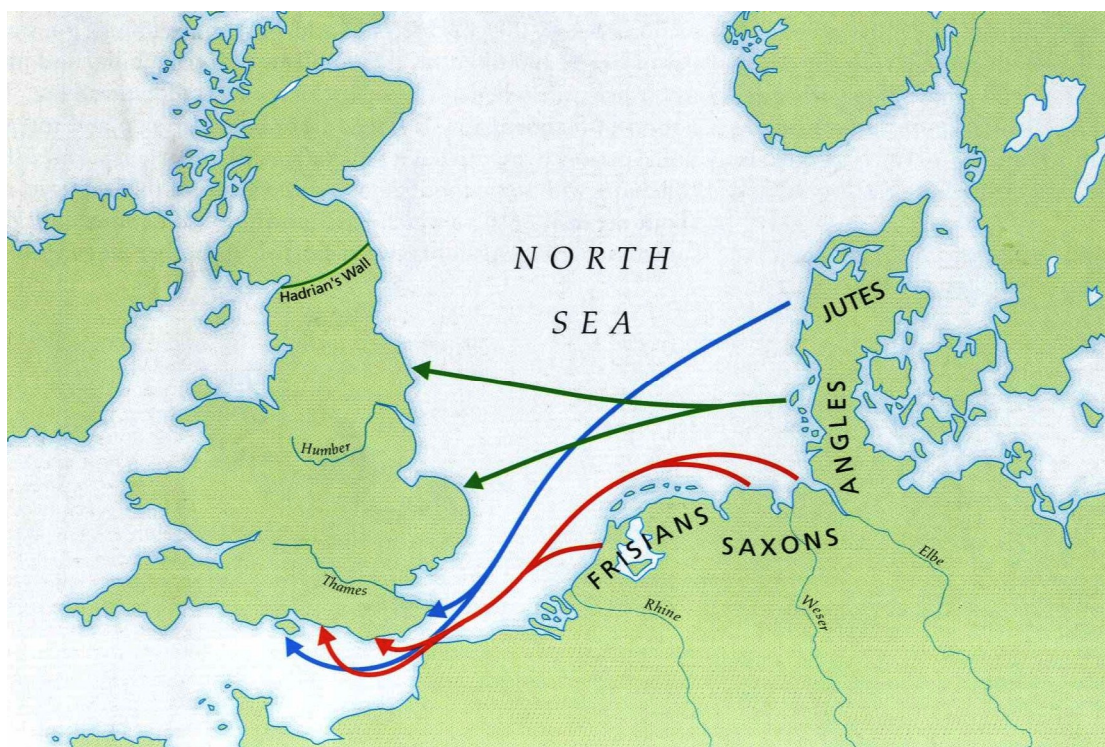 NORTH
SEA
Hadrian's Wall
JUTES
ANGLES
Humber
FRISIANS
SAXONS
Elbe
Thames
Rhine
Weser